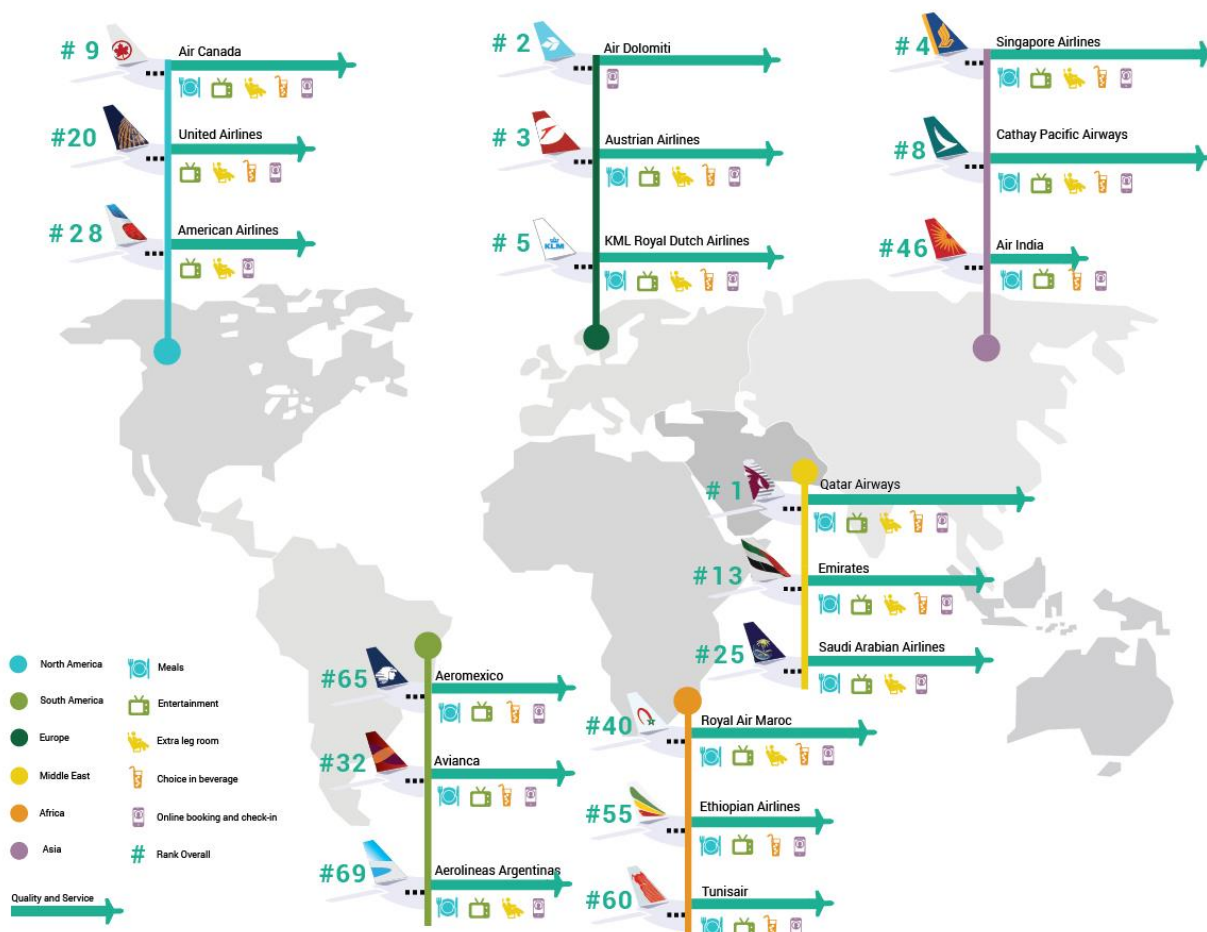 # 9
Air Canada
#20
United Airlines
#28
American Airlines
# 2
Air Dolomiti
# 3
Austrian Airlines
# 5
KLM
KML Royal Dutch Airlines
#4
Singapore Airlines
#8
Cathay Pacific Airways
#46
Air India
# 1
Qatar Airways
#13
Emirates
#25
Saudi Arabian Airlines
#65
Aeromexico
#32
Avianca
#69
Aerolineas Argentinas
#40
Royal Air Maroc
#55
Ethiopian Airlines
#60
Tunisair
North America
Meals
South America
Entertainment
Europe
Extra leg room
Middle East
Choice in beverage
Africa
Online booking and check-in
Asia
# Rank Overall
Quality and Service